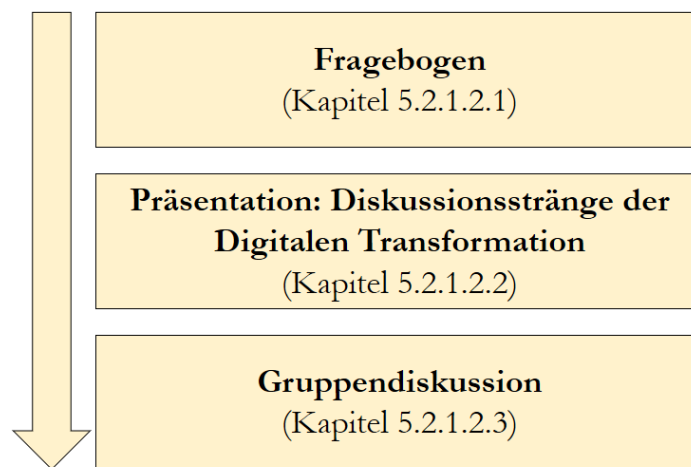 Fragebogen
(Kapitel 5.2.1.2.1)
Präsentation: Diskussionsstränge der
Digitalen Transformation
(Kapitel 5.2.1.2.2)
Gruppendiskussion
(Kapitel 5.2.1.2.3)